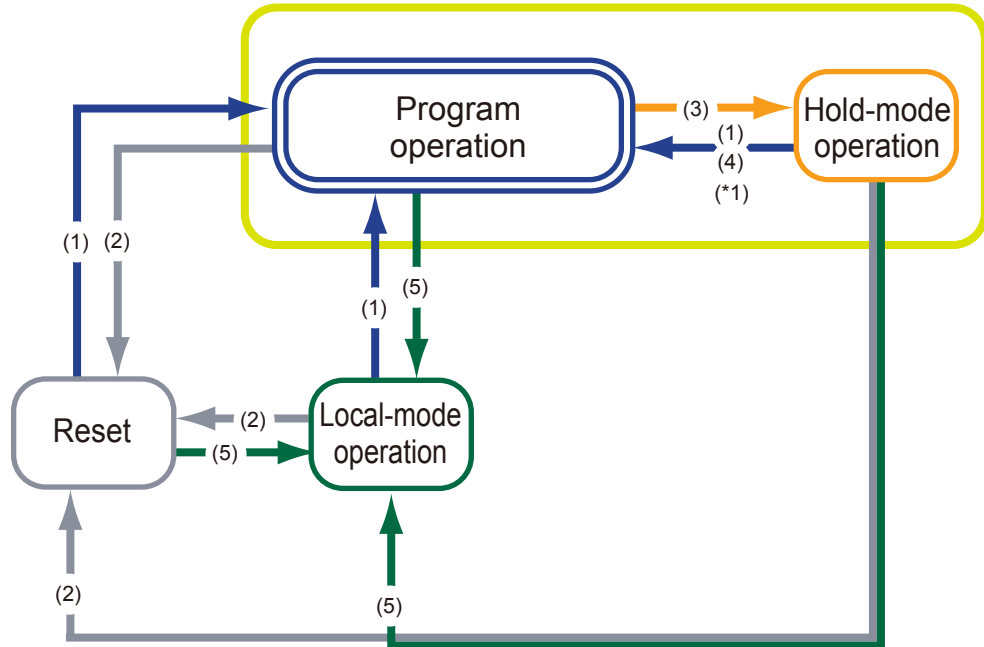 Program
operation
(3)
(1)
(4)
(*1)
Hold-mode
operation
(1)
(2)
(5)
(1)
Reset
(2)
(5)
Local-mode
operation
(2)
(5)